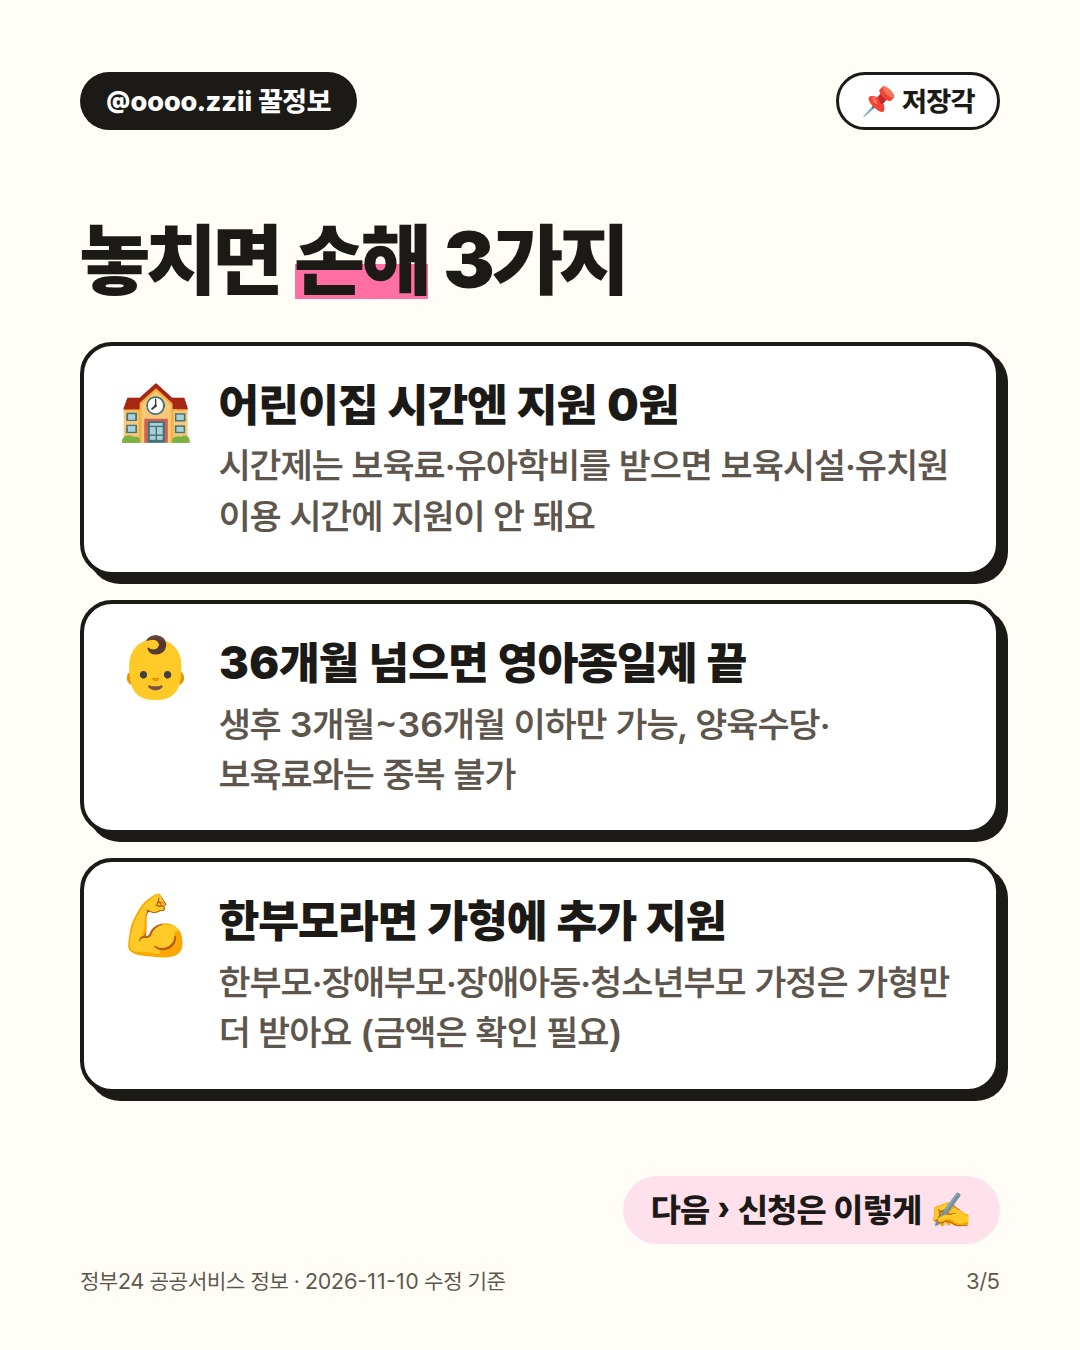 @oooo.zzii 꿀정보
📌 저장각
놓치면 손해 3가지
어린이집 시간엔 지원 0원
시간제는 보육료·유아학비를 받으면 보육시설·유치원
이용 시간에 지원이 안 돼요
36개월 넘으면 영아종일제 끝
생후 3개월~36개월 이하만 가능, 양육수당·
보육료와는 중복 불가
한부모라면 가형에 추가 지원
한부모·장애부모·장애아동·청소년부모 가정은 가형만
더 받아요 (금액은 확인 필요)
다음 › 신청은 이렇게 ✍️
정부24 공공서비스 정보 · 2026-11-10 수정 기준
3/5